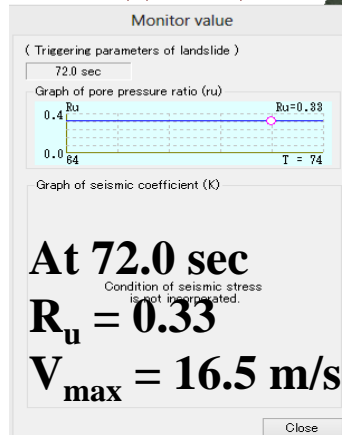 Monitor value
( Triggering parameters of landslide )
72.0 sec
Graph of pore pressure ratio (ru)
Ru Ru=0.33
0.4
0.0
64 T = 74
Graph of seismic coefficient (K)
At 72.0 sec
Condition of seismic stress
is not incorporated.
Ru = 0.33
Vmax = 16.5 m/s
Close